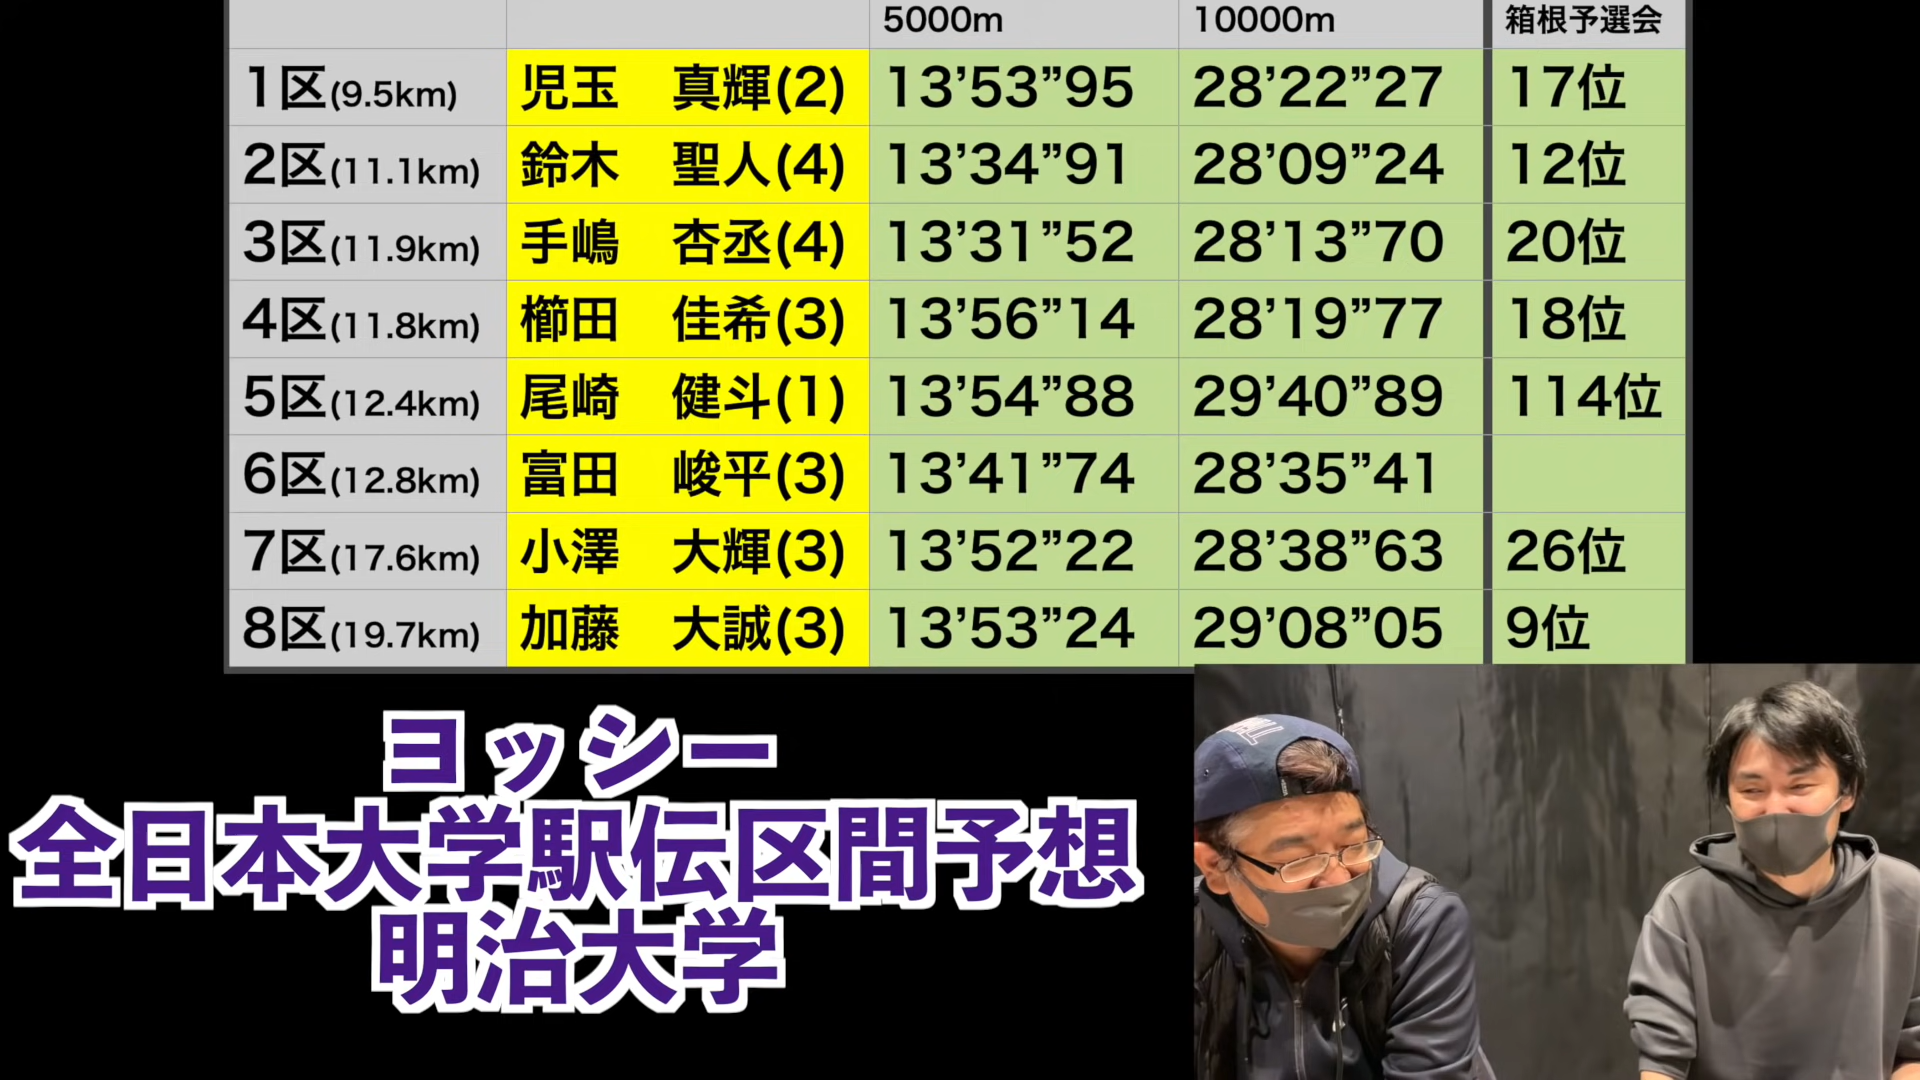 5000m 10000m 箱根予選会
1区(9.5km) 児玉 真輝(2) 13’53”95 28’22”27 17位
2区(11.1km) 鈴木 聖人(4) 13’34”91 28’09”24 12位
3区(11.9km) 手嶋 杏丞(4) 13’31”52 28’13”70 20位
4区(11.8km) 櫛田 佳希(3) 13’56”14 28’19”77 18位
5区(12.4km) 尾崎 健斗(1) 13’54”88 29’40”89 114位
6区(12.8km) 富田 峻平(3) 13’41”74 28’35”41
7区(17.6km) 小澤 大輝(3) 13’52”22 28’38”63 26位
8区(19.7km) 加藤 大誠(3) 13’53”24 29’08”05 9位
ヨッシー
全日本大学駅伝区間予想
明治大学